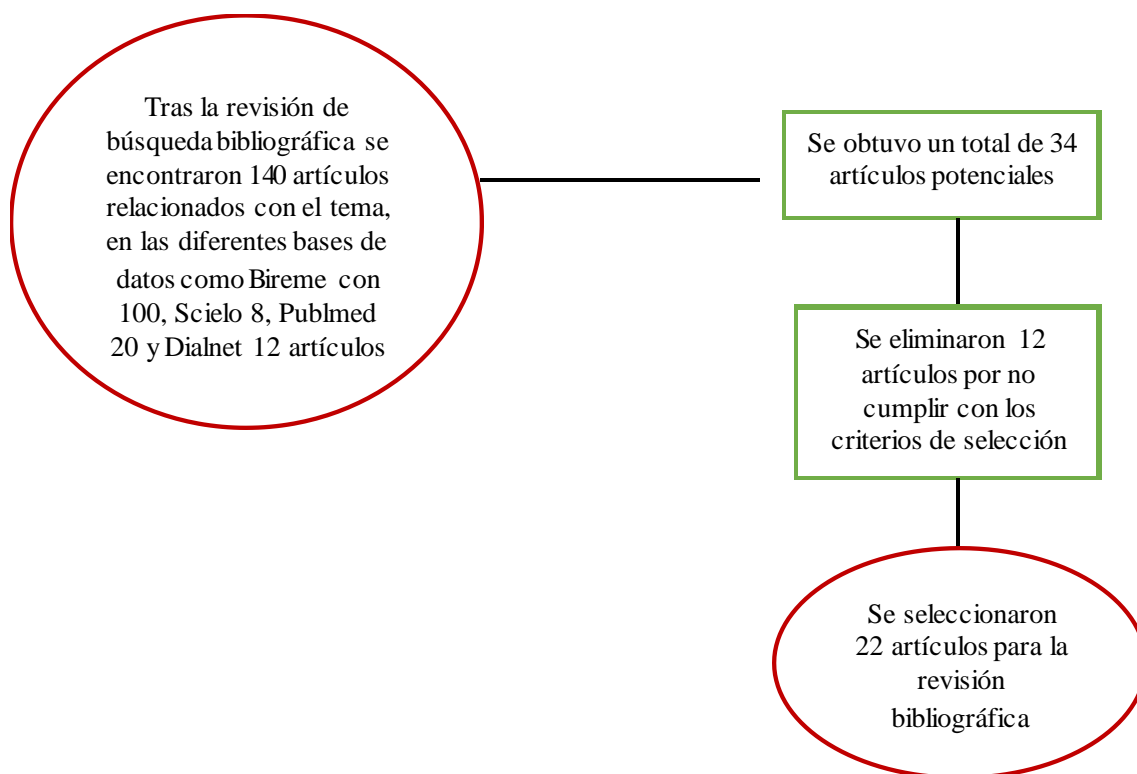 Tras la revisión de
búsqueda bibliográfica se
encontraron 140 artículos
relacionados con el tema,
en las diferentes bases de
datos como Bireme con
100, Scielo 8, Publmed
20 y Dialnet 12 artículos
Se obtuvo un total de 34
artículos potenciales
Se eliminaron 12
artículos por no
cumplir con los
criterios de selección
Se seleccionaron
22 artículos para la
revisión
bibliográfica